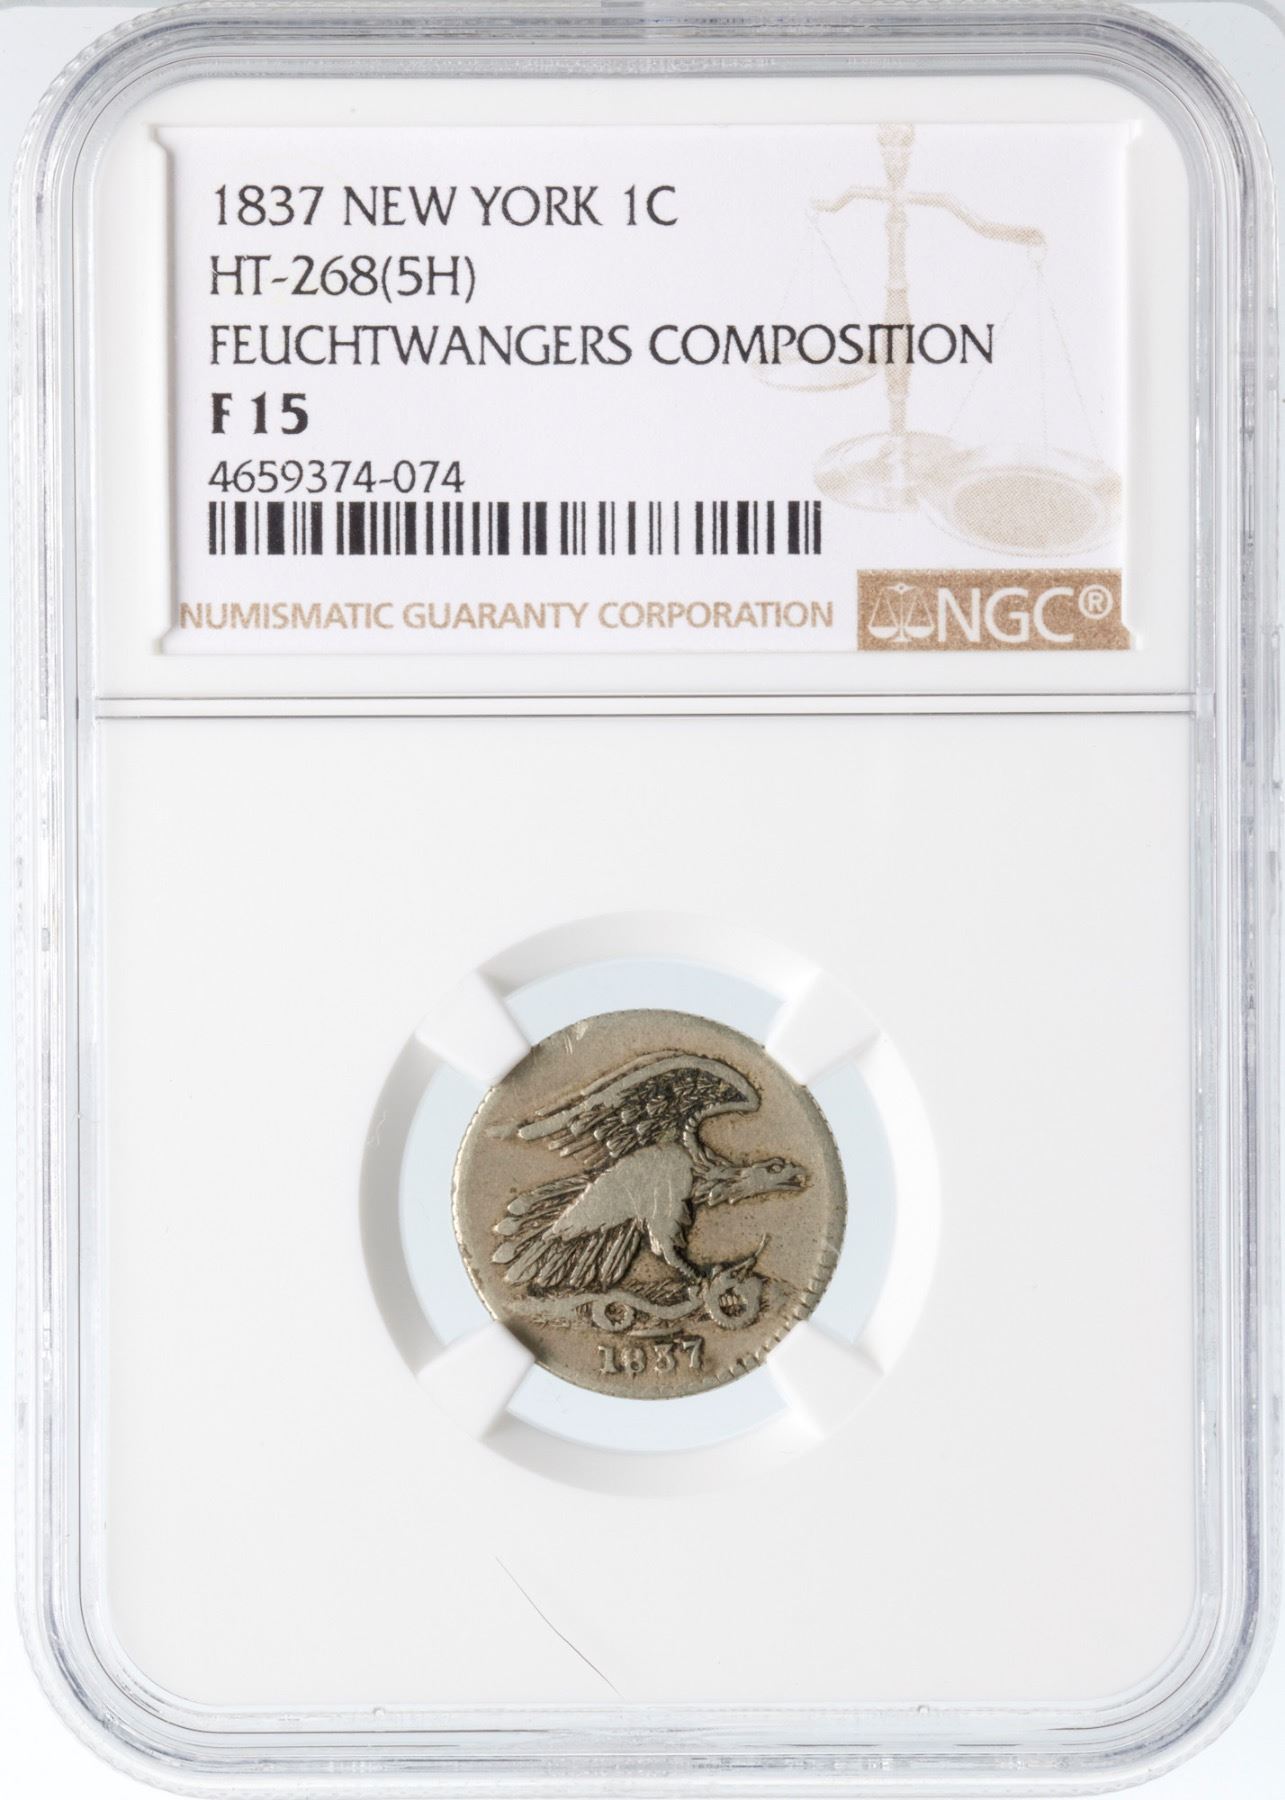 1837 NEW YORK 1C
HT-268(5H)
FEUCHTWANGERS COMPOSITION
F 15
4659374-074
NUMISMATIC GUARANTY CORPORATION
NGC®
1837